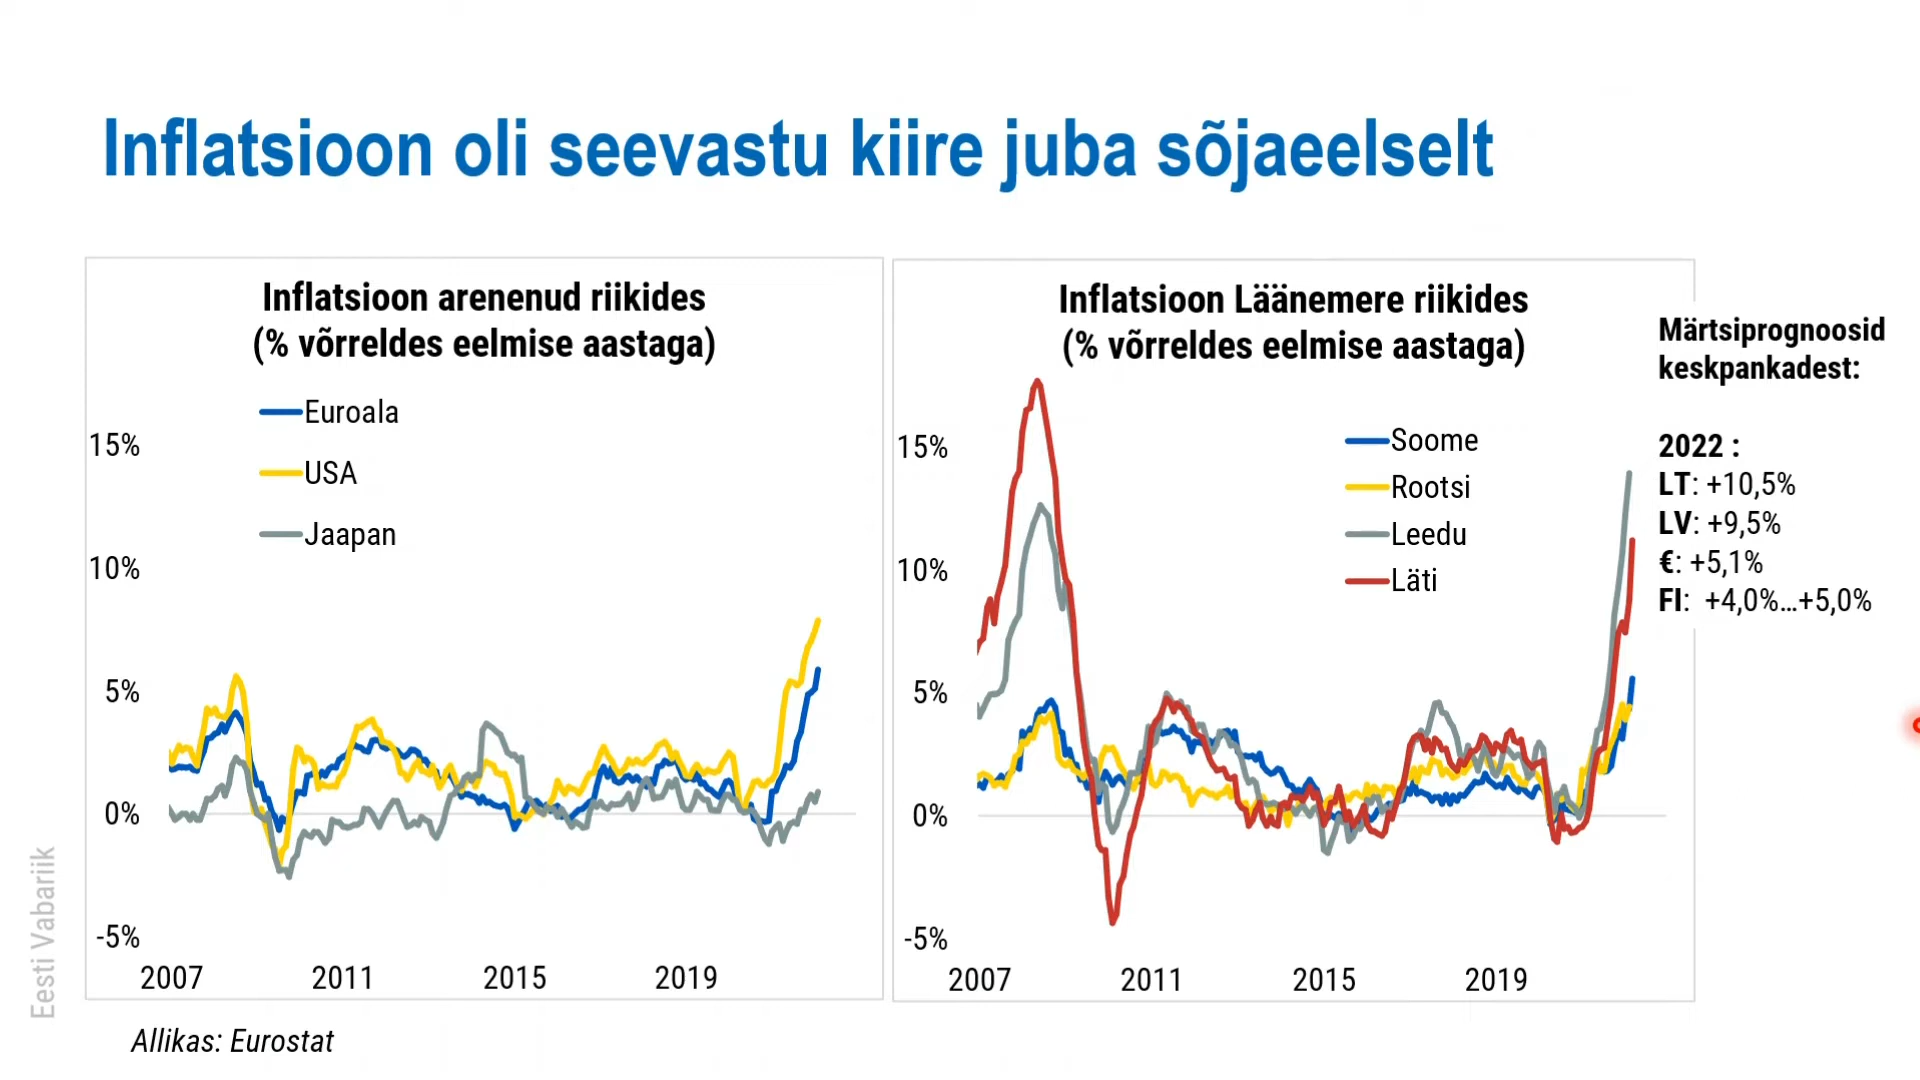 Inflatsioon oli seevastu kiire juba sõjaeelselt
Inflatsioon arenenud riikides
(% võrreldes eelmise aastaga)
Euroala
USA
Jaapan
15%
10%
5%
0%
-5%
2007
2011
2015
2019
Inflatsioon Läänemere riikides
(% võrreldes eelmise aastaga)
Soome
Rootsi
Leedu
Läti
15%
10%
5%
0%
-5%
2007
2011
2015
2019
Märtsiprognoosid
keskpankadest:
2022 :
LT: +10,5%
LV: +9,5%
€: +5,1%
FI:  +4,0%...+5,0%
Eesti Vabariik
Allikas: Eurostat